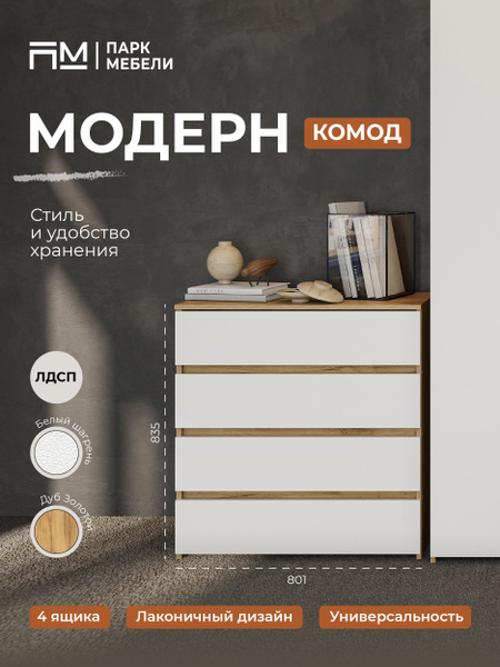 ПМ | ПАРК
МЕБЕЛИ
МОДЕРН КОМОД
Стиль
и удобство
хранения
ЛДСП
Белый шагрень
Дуб Золотой
835
801
4 ящика
Лаконичный дизайн
Универсальность